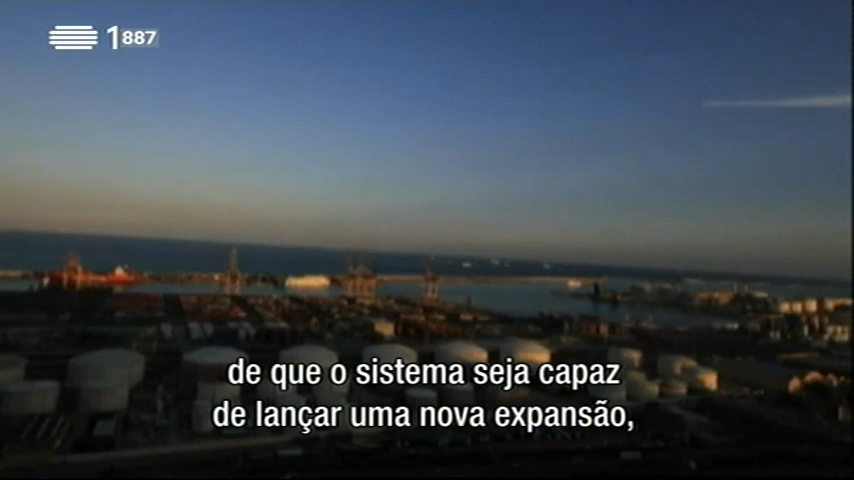 1 887
de que o sistema seja capaz
de lançar uma nova expansão,